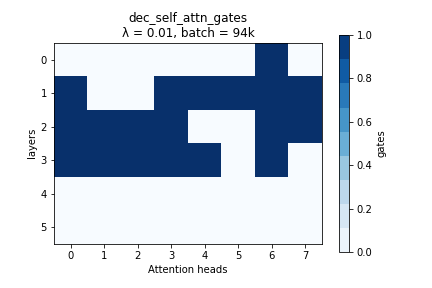 dec_self_attn_gates
λ = 0.01, batch = 94k
layers
0
1
2
3
4
5
0 1 2 3 4 5 6 7
Attention heads
1.0
0.8
0.6
0.4
0.2
0.0
gates